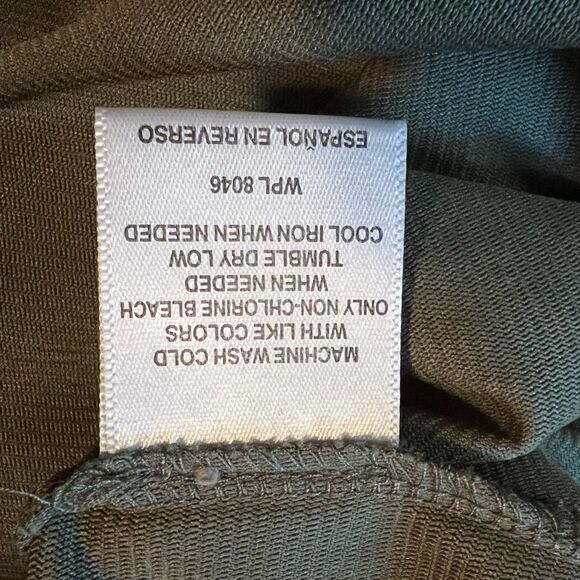 MACHINE WASH COLD
WITH LIKE COLORS
ONLY NON-CHLORINE BLEACH
WHEN NEEDED
TUMBLE DRY LOW
COOL IRON WHEN NEEDED
WPL 8046
ESPAÑOL EN REVERSO